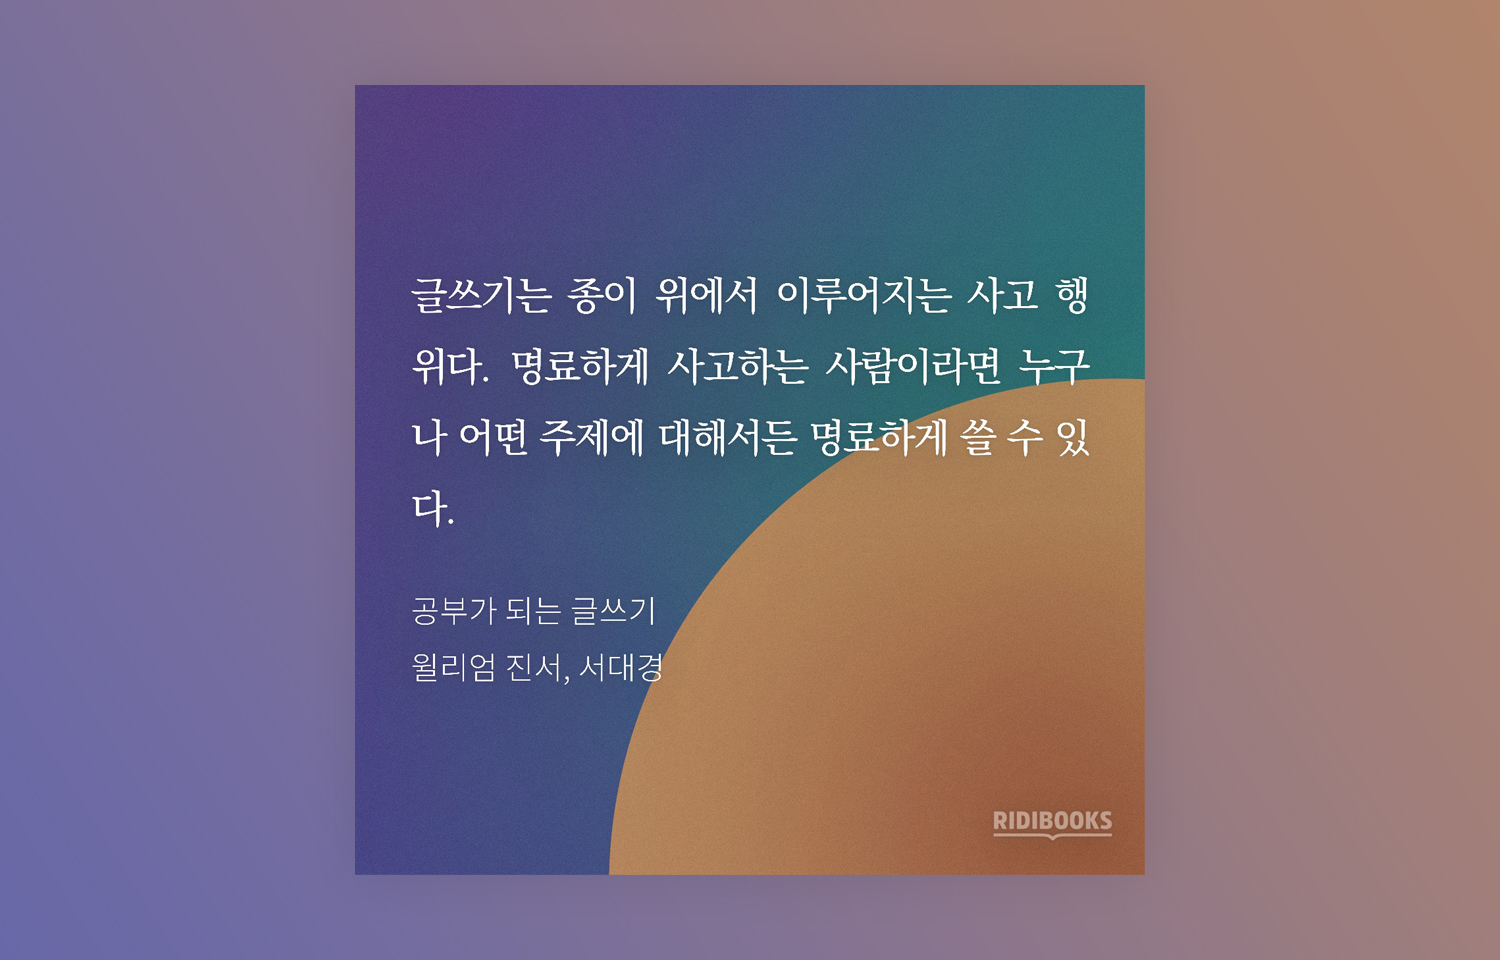 글쓰기는 종이 위에서 이루어지는 사고 행
위다. 명료하게 사고하는 사람이라면 누구
나 어떤 주제에 대해서든 명료하게 쓸 수 있
다.
공부가 되는 글쓰기
윌리엄 진서, 서대경
RIDIBOOKS